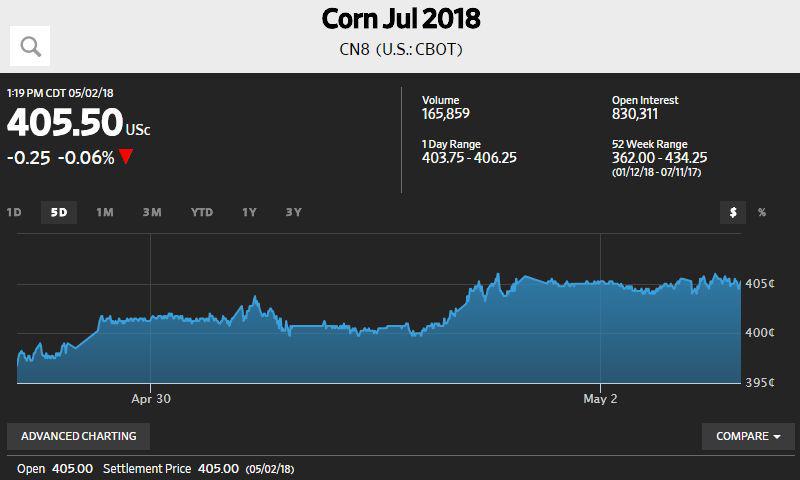 Corn Jul 2018
CN8 (U.S.: CBOT)
1:19 PM CDT 05/02/18
405.50 USc
-0.25 -0.06%
Volume
165,859
Open Interest
830,311
1 Day Range
403.75 - 406.25
52 Week Range
362.00 - 434.25
(01/12/18 - 07/11/17)
1D 5D 1M 3M YTD 1Y 3Y $ %
405¢
400¢
395¢
Apr 30 May 2
ADVANCED CHARTING COMPARE
Open 405.00 Settlement Price 405.00 (05/02/18)